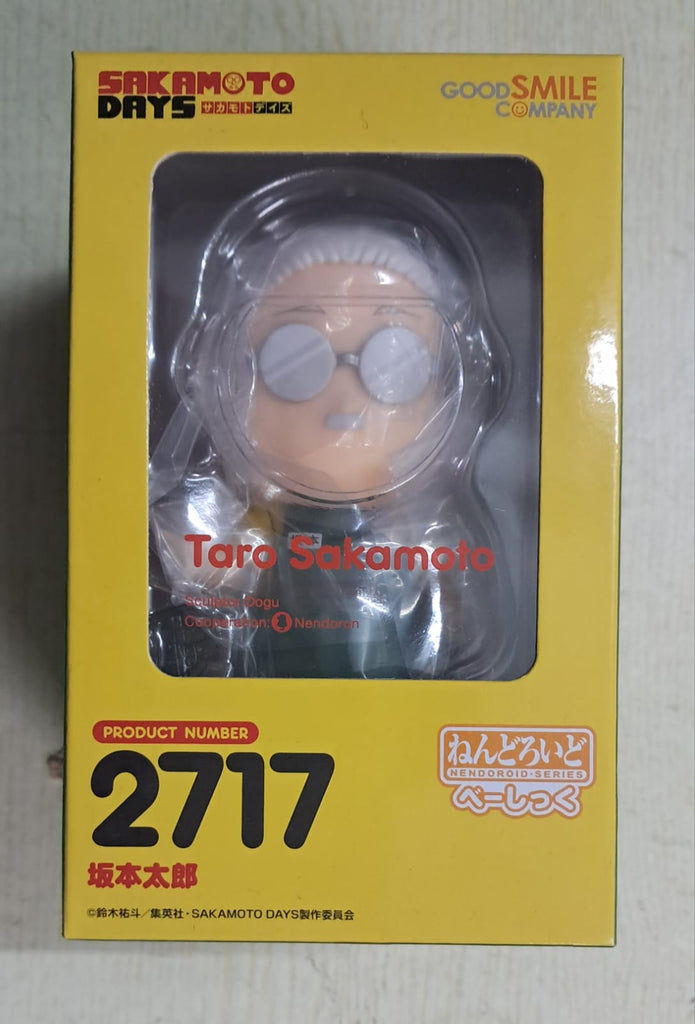 SAKAMOTO
DAYS サカモトデイズ
GOOD SMILE
COMPANY
Taro Sakamoto
Sculptor: Dogu
Cooperation: Nendoron
PRODUCT NUMBER
2717
坂本太郎
ねんどろいど
NENDOROID・SERIES
べーしっく
©鈴木祐斗／集英社・SAKAMOTO DAYS製作委員会